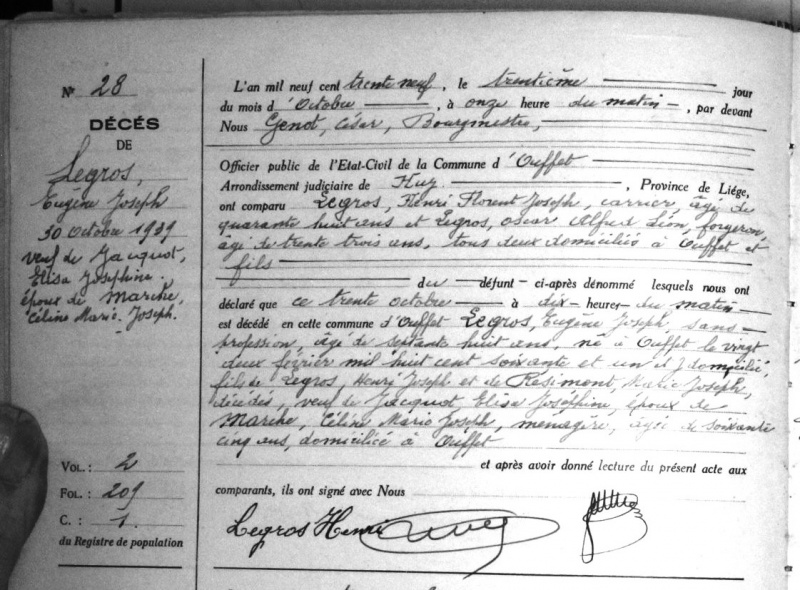 N° 28
DÉCÉS
DE
Legros,
Eugène Joseph
30 Octobre 1939
veuf de Jacquot,
Elisa Josephine.
époux de Marche,
Céline Marie-Joseph.
VOL. : 2
FOL. : 209
C. : 1
du Registre de population
L'an mil neuf cent trente neuf, le trentième jour
du mois d'Octobre, à onze heure du matin, par devant
Nous Genot, César, Bourgmestre,
Officier public de l'Etat-Civil de la Commune d'Ouffet
Arrondissement judiciaire de Huy, Province de Liége,
ont comparu Legros, Henri Florent Joseph, carrier, âgé de
quarante huit ans et Legros, Oscar Alfred Léon, forgeron,
âgé de trente trois ans, tous deux domiciliés à Ouffet et
fils
du défunt - ci-après dénommé lesquels nous ont
déclaré que ce trente octobre à dix heures du matin
est décédé en cette commune d'Ouffet Legros, Eugène Joseph, sans
profession, âgé de septante huit ans, né à Ouffet le vingt
deux février mil huit cent soixante et un et y domicilié,
fils de Legros, Henri Joseph et de Rosimont Marie Joseph,
décédés, veuf de Jacquot Elisa Joséphine, époux de
Marche, Céline Marie Joseph, menagère, âgée de soixante
cinq ans, domiciliée à Ouffet
et après avoir donné lecture du présent acte aux
comparants, ils ont signé avec Nous
Legros Henri